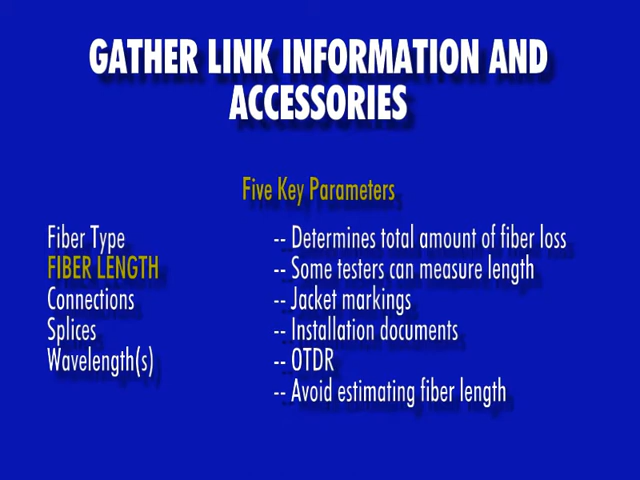 GATHER LINK INFORMATION AND
ACCESSORIES
Five Key Parameters
Fiber Type
FIBER LENGTH
Connections
Splices
Wavelength(s)
-- Determines total amount of fiber loss
-- Some testers can measure length
-- Jacket markings
-- Installation documents
-- OTDR
-- Avoid estimating fiber length